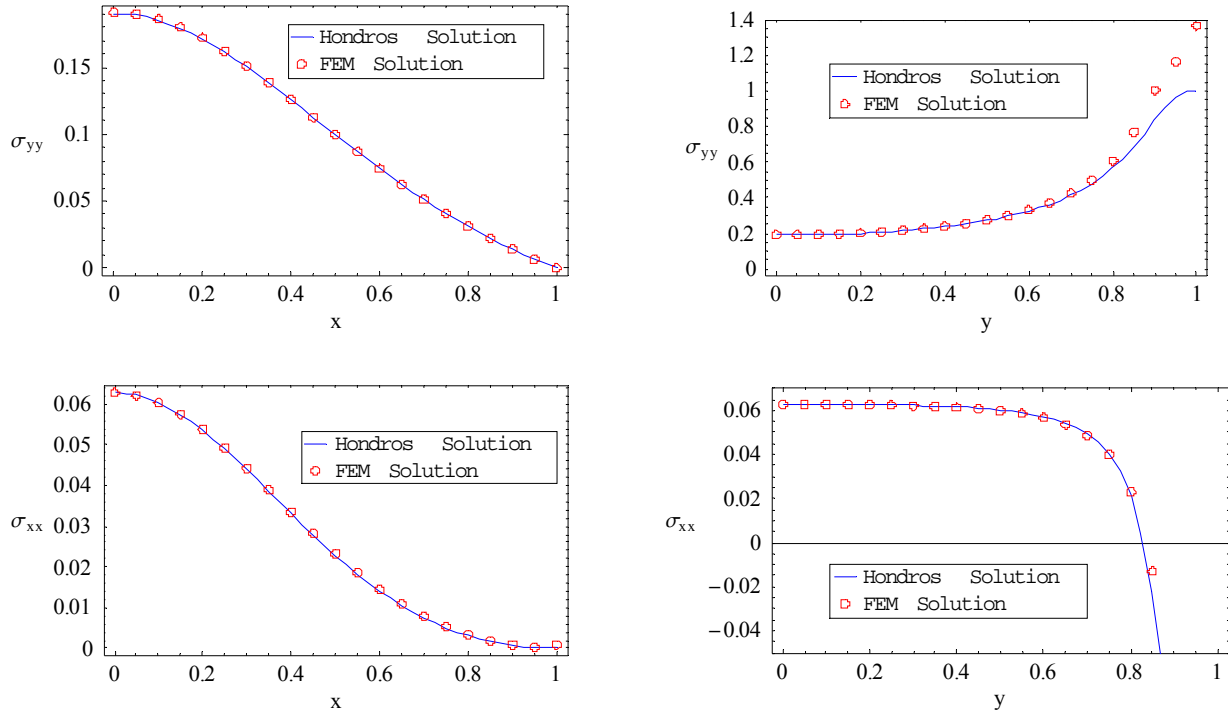 Hondros Solution
FEM Solution
0.15
0.1
0.05
0
σyy
0 0.2 0.4 0.6 0.8 1
x
1.4
1.2
1
0.8
0.6
0.4
0.2
0
σyy
Hondros Solution
FEM Solution
0 0.2 0.4 0.6 0.8 1
y
0.06
0.05
0.04
0.03
0.02
0.01
0
σxx
Hondros Solution
FEM Solution
0 0.2 0.4 0.6 0.8 1
x
0.06
0.04
0.02
0
−0.02
−0.04
σxx
Hondros Solution
FEM Solution
0 0.2 0.4 0.6 0.8 1
y